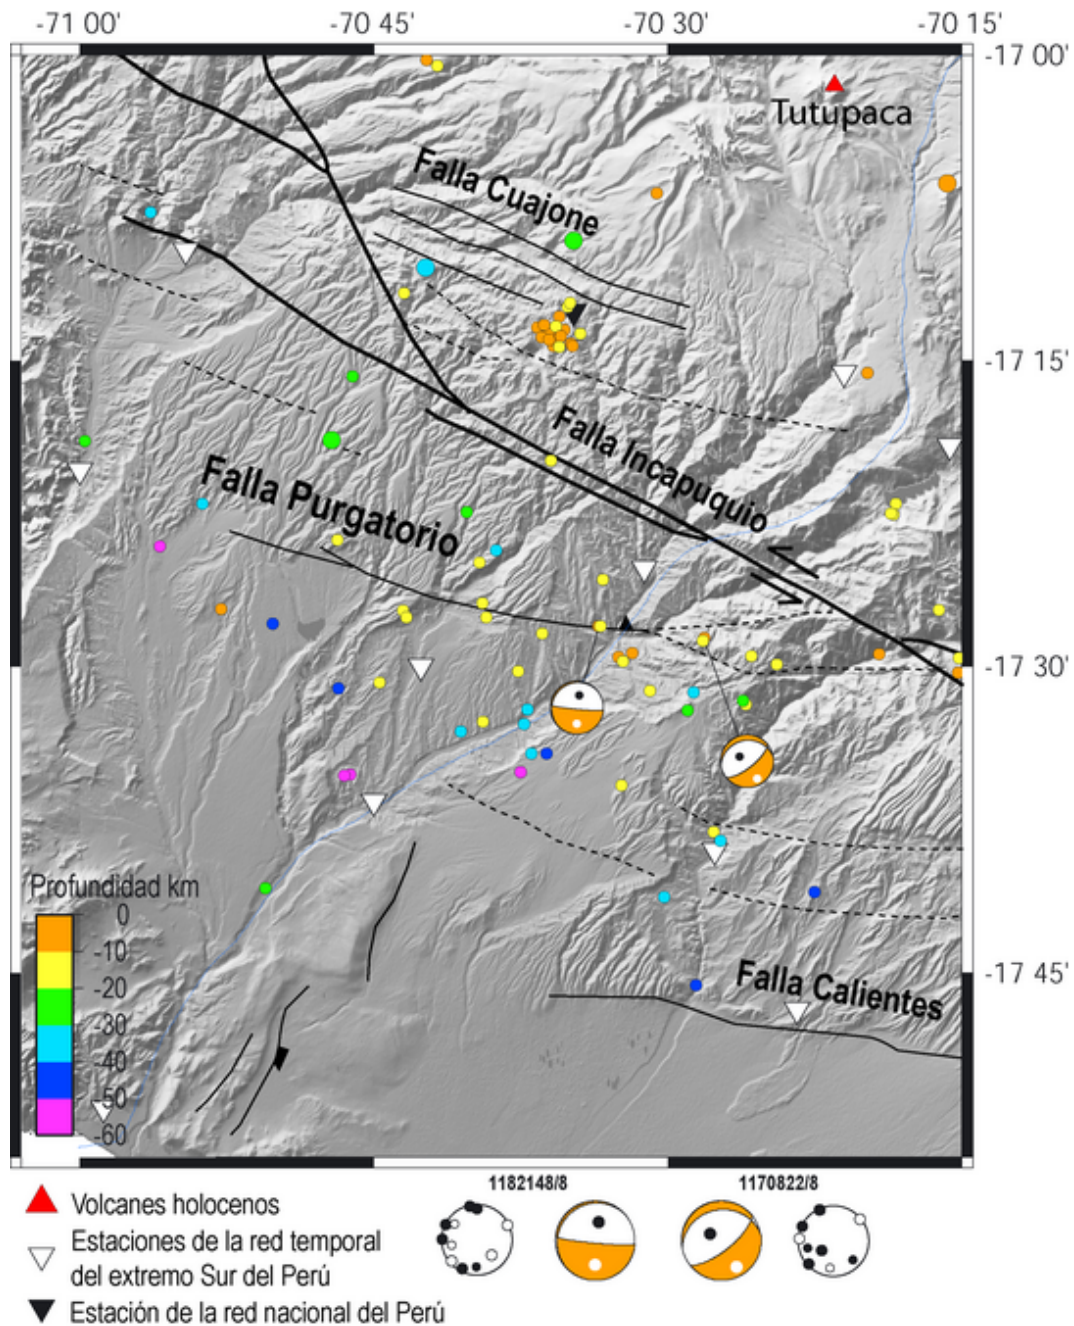 -71 00'
-70 45'
-70 30'
-70 15'
-17 00'
Tutupaca
Falla Cuajone
-17 15'
Falla Incapuquio
Falla Purgatorio
-17 30'
Profundidad km
0
-10
-20
-30
-40
-50
-60
-17 45'
Falla Calientes
1182148/8
1170822/8
Volcanes holocenos
Estaciones de la red temporal
del extremo Sur del Perú
Estación de la red nacional del Perú